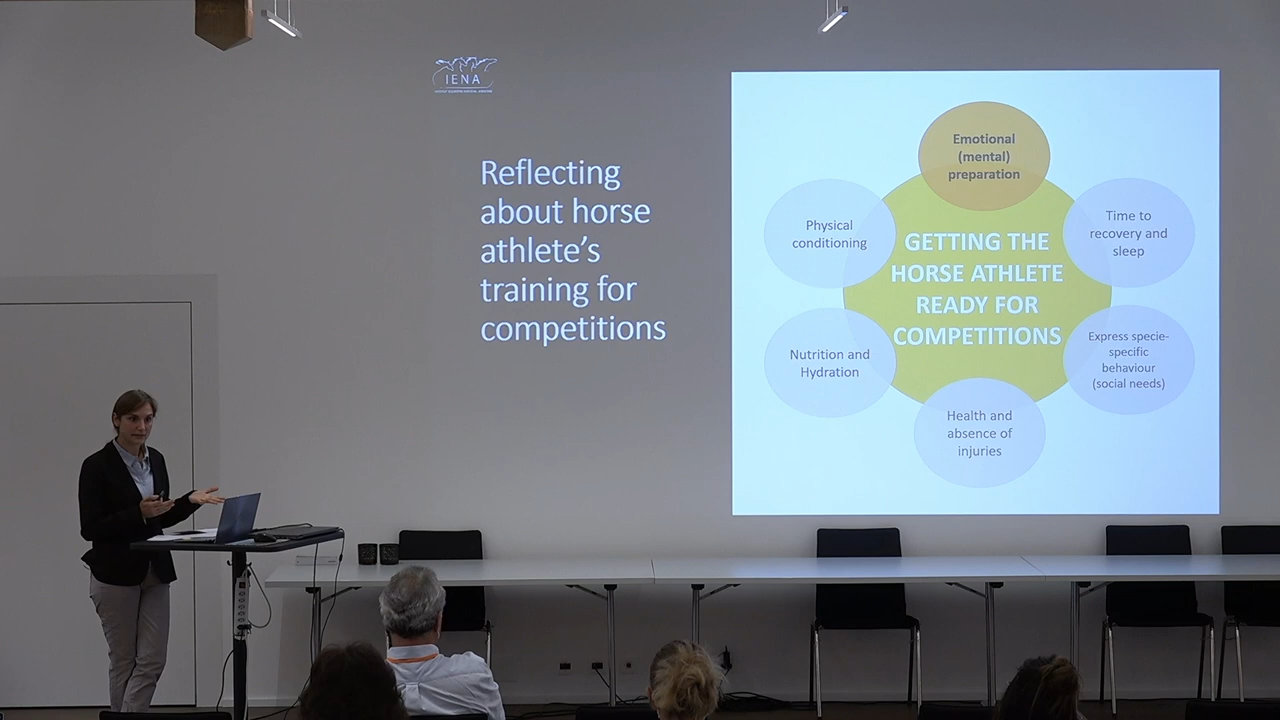 IENA
Reflecting
about horse
athlete's
training for
competitions
Emotional
(mental)
preparation
Physical
conditioning
Time to
recovery and
sleep
GETTING THE
HORSE ATHLETE
READY FOR
COMPETITIONS
Nutrition and
Hydration
Express specie-
specific
behaviour
(social needs)
Health and
absence of
injuries